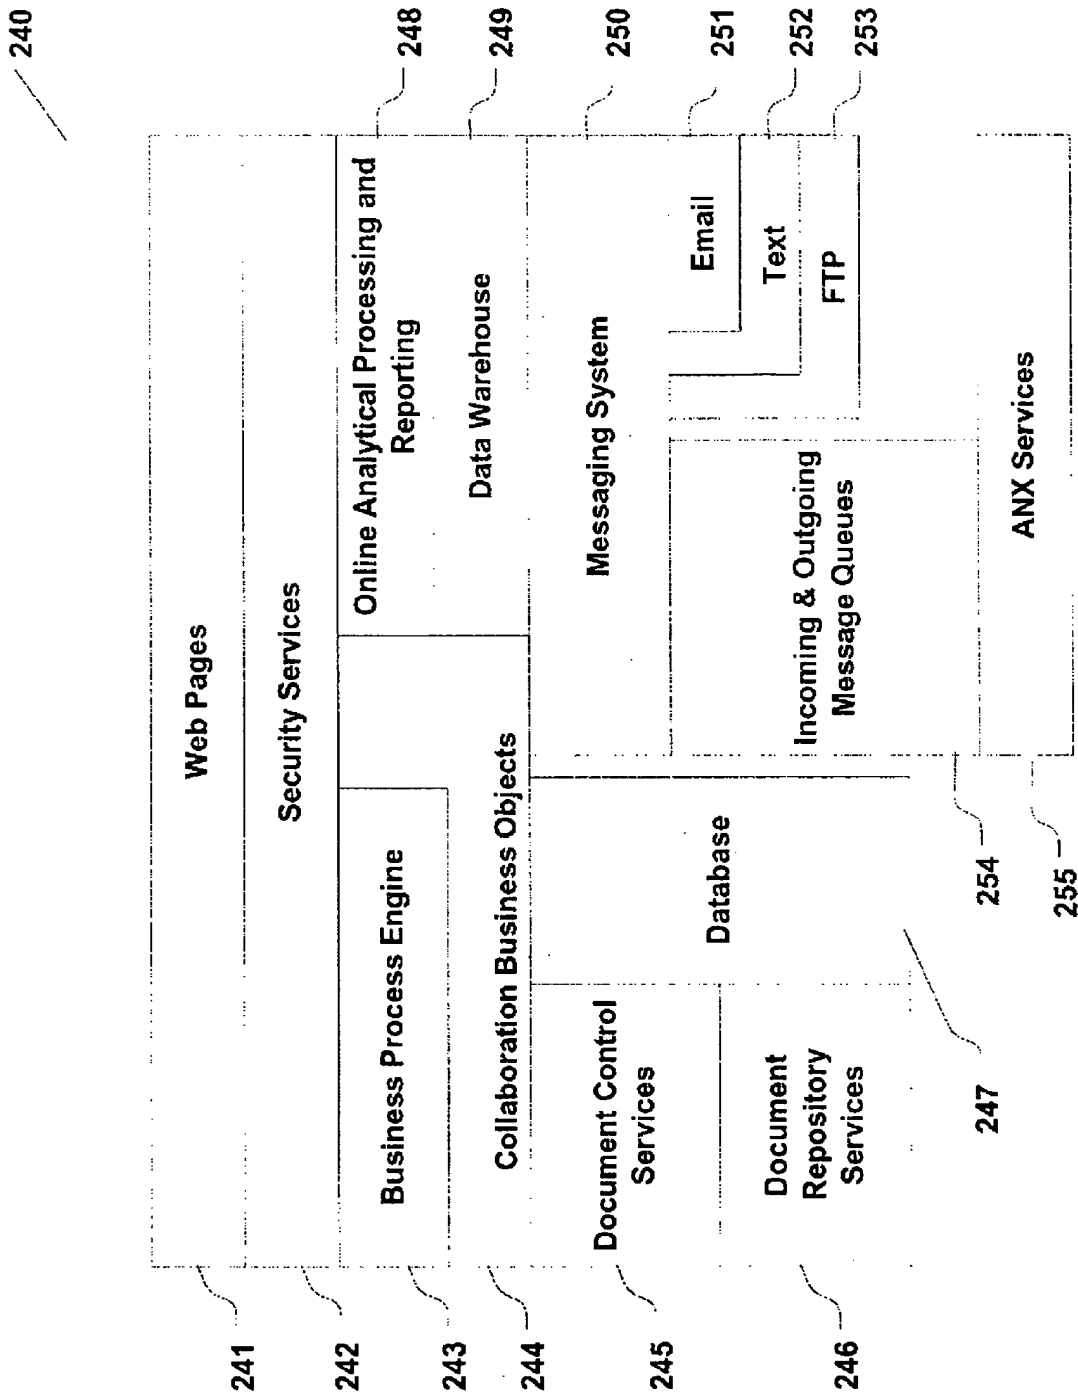 240
Web Pages
241
Security Services
242
Business Process Engine
243
Collaboration Business Objects
244
Online Analytical Processing and
Reporting
248
Data Warehouse
249
Document Control
Services
245
Document
Repository
Services
246
Database
247
Messaging System
250
Email
251
Text
252
FTP
253
Incoming & Outgoing
Message Queues
254
ANX Services
255